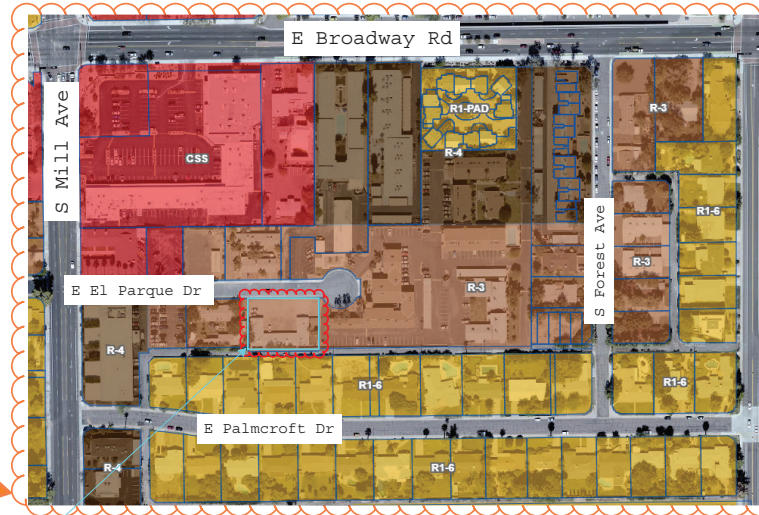 E Broadway Rd
S Mill Ave
R1-PAD
R-3
CSS
R-4
R1-6
S Forest Ave
E El Parque Dr
R-3
R-3
R-4
R1-6
R1-6
E Palmcroft Dr
R-4
R1-6